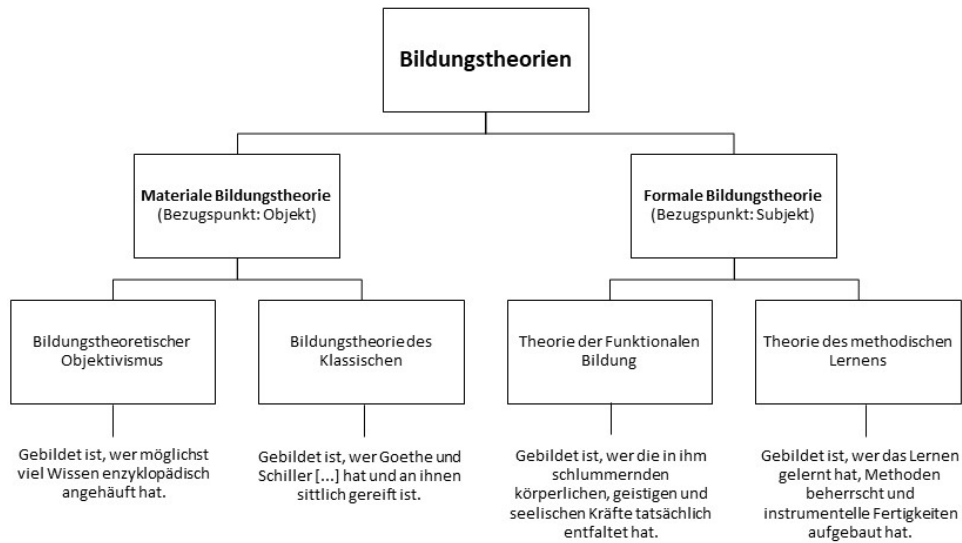 Bildungstheorien
Materiale Bildungstheorie
(Bezugspunkt: Objekt)
Formale Bildungstheorie
(Bezugspunkt: Subjekt)
Bildungstheoretischer
Objektivismus
Bildungstheorie des
Klassischen
Theorie der Funktionalen
Bildung
Theorie des methodischen
Lernens
Gebildet ist, wer möglichst
viel Wissen enzyklopädisch
angehäuft hat.
Gebildet ist, wer Goethe und
Schiller [...] hat und an ihnen
sittlich gereift ist.
Gebildet ist, wer die in ihm
schlummernden
körperlichen, geistigen und
seelischen Kräfte tatsächlich
entfaltet hat.
Gebildet ist, wer das Lernen
gelernt hat, Methoden
beherrscht und
instrumentelle Fertigkeiten
aufgebaut hat.